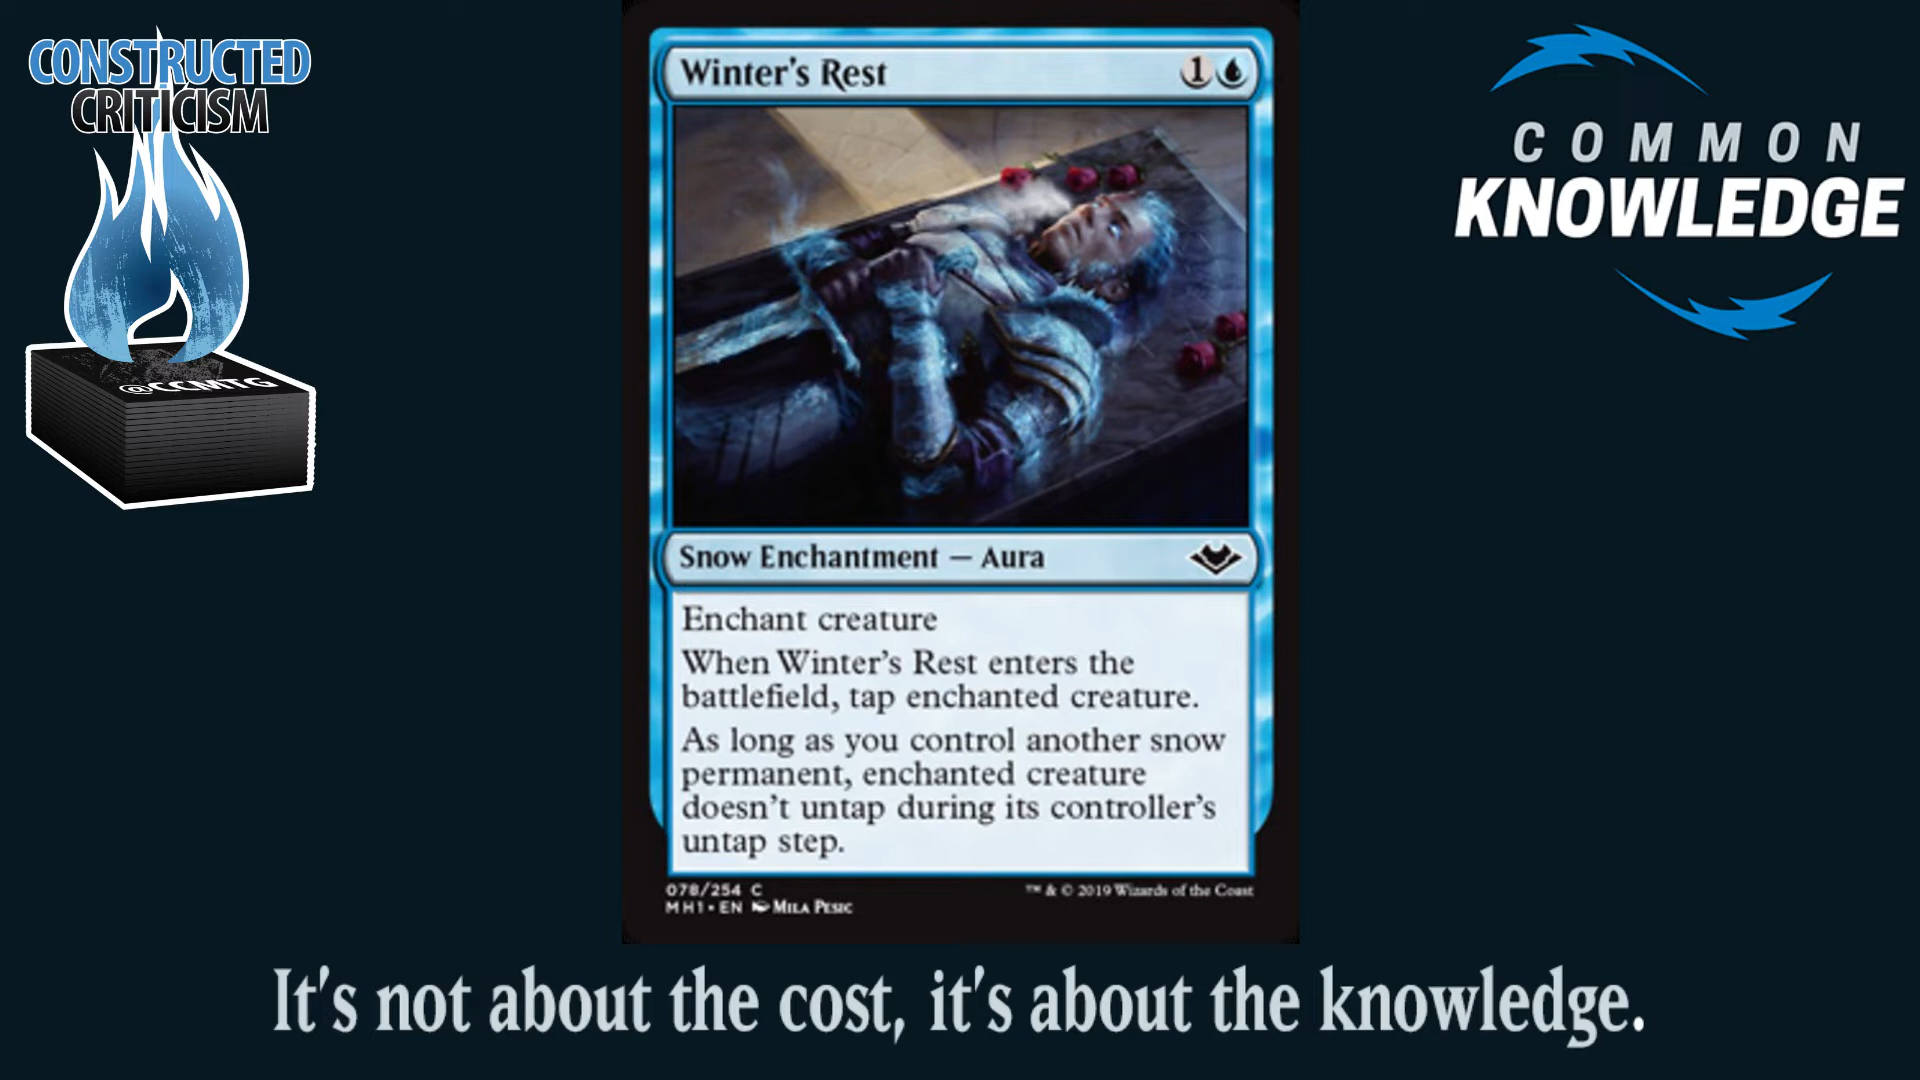 CONSTRUCTED
CRITICISM
@CCMTG
Winter's Rest 1
Snow Enchantment — Aura
Enchant creature
When Winter's Rest enters the
battlefield, tap enchanted creature.
As long as you control another snow
permanent, enchanted creature
doesn't untap during its controller's
untap step.
078/254 C
MH1 • EN MILA PESIC
™ & © 2019 Wizards of the Coast
COMMON
KNOWLEDGE
It's not about the cost, it's about the knowledge.